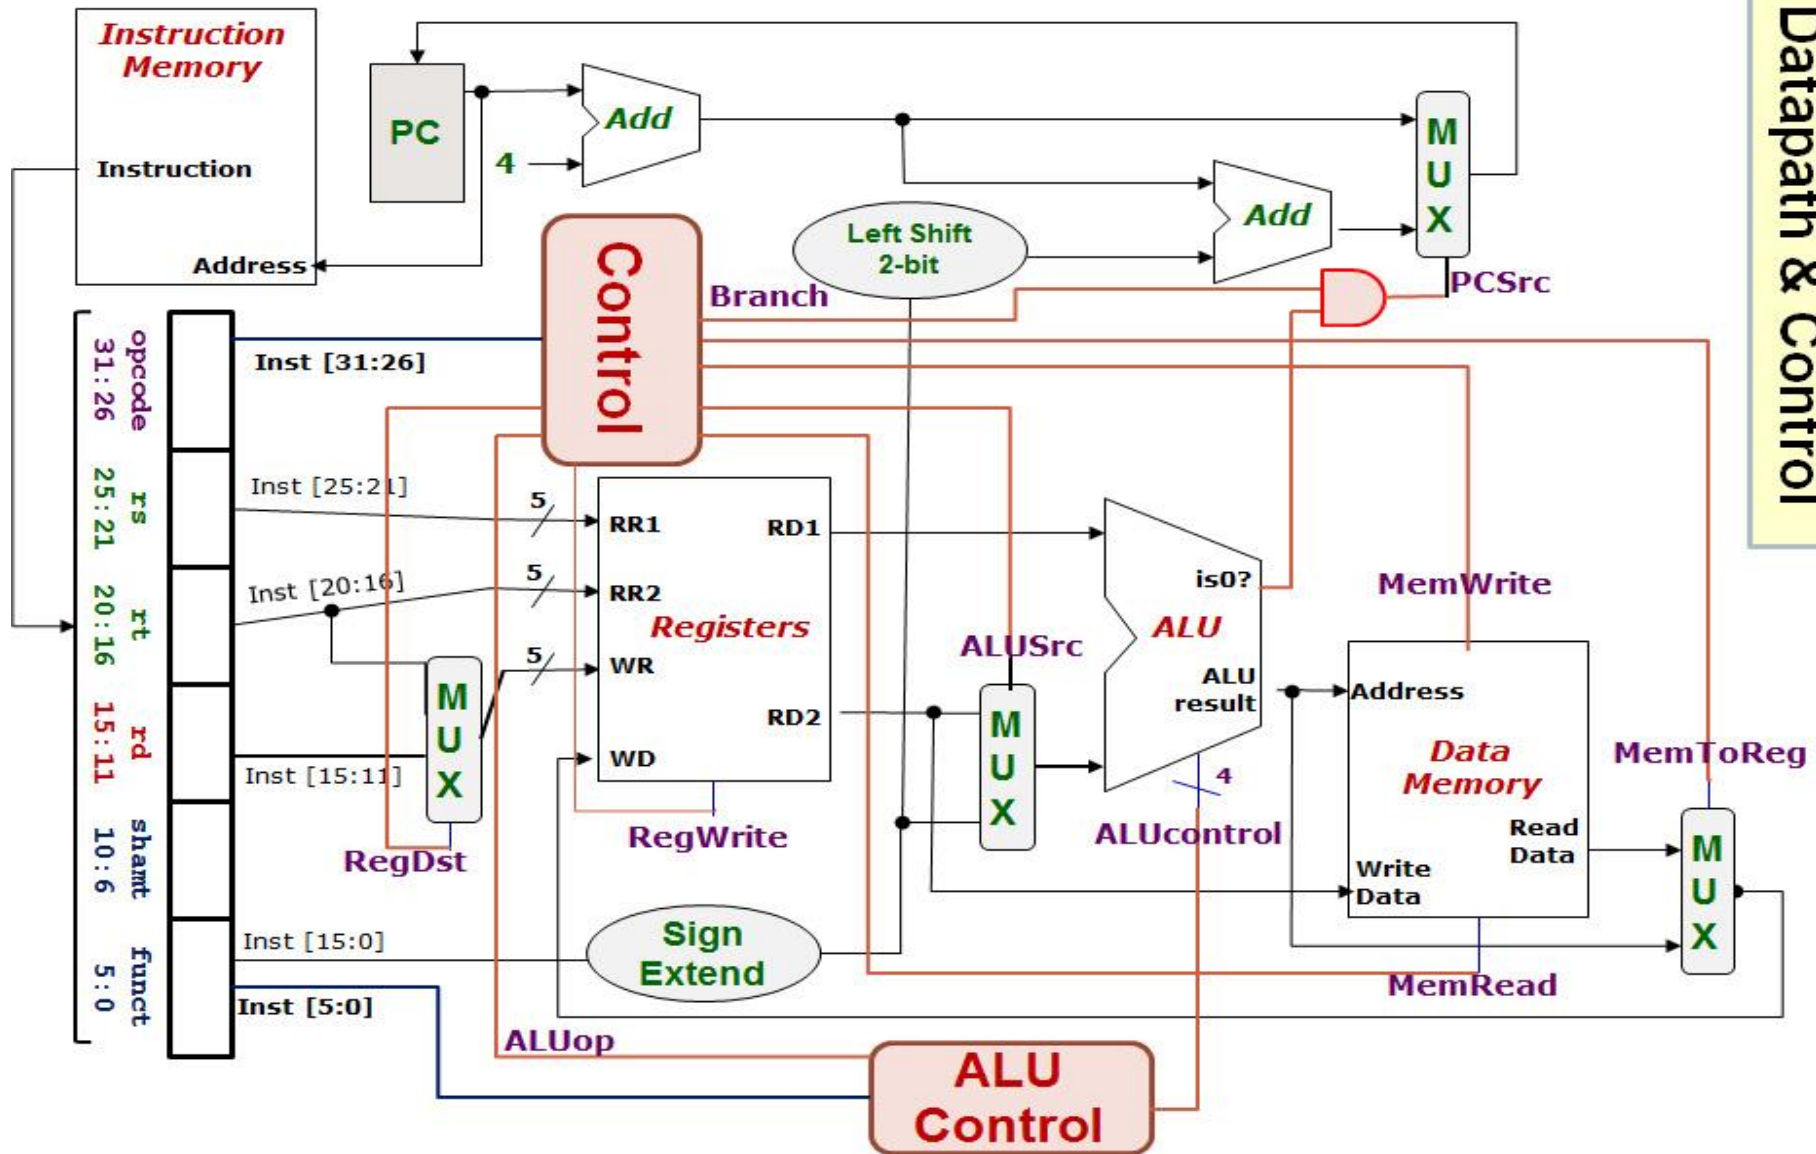 Instruction
Memory
Instruction
Address
PC
4
Add
Add
MUX
Left Shift
2-bit
PCSrc
Datapath & Control
Control
Branch
opcode
31:26
Inst [31:26]
rs
25:21
Inst [25:21]
rt
20:16
Inst [20:16]
rd
15:11
Inst [15:11]
shamt
10:6
funct
5:0
Inst [15:0]
Inst [5:0]
MUX
RegDst
5
5
5
RR1
RR2
WR
WD
RD1
RD2
Registers
RegWrite
Sign
Extend
ALUSrc
MUX
is0?
ALU
ALU
result
4
ALUcontrol
MemWrite
Address
Data
Memory
Read
Data
Write
Data
MemRead
MemToReg
MUX
ALUop
ALU
Control